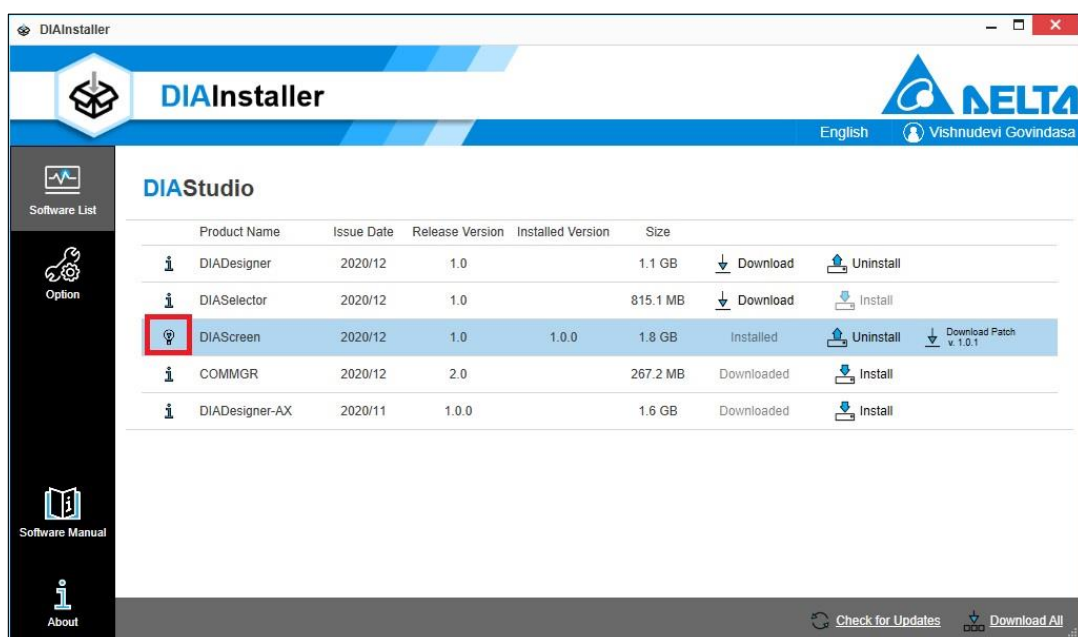 DIAInstaller
DIAInstaller
DELTA
English Vishnudevi Govindasa
Software List
Option
Software Manual
About
DIAStudio
Product Name Issue Date Release Version Installed Version Size
DIADesigner 2020/12 1.0 1.1 GB Download Uninstall
DIASelector 2020/12 1.0 815.1 MB Download Install
DIAScreen 2020/12 1.0 1.0.0 1.8 GB Installed Uninstall Download Patch
v. 1.0.1
COMMGR 2020/12 2.0 267.2 MB Downloaded Install
DIADesigner-AX 2020/11 1.0.0 1.6 GB Downloaded Install
Check for Updates Download All